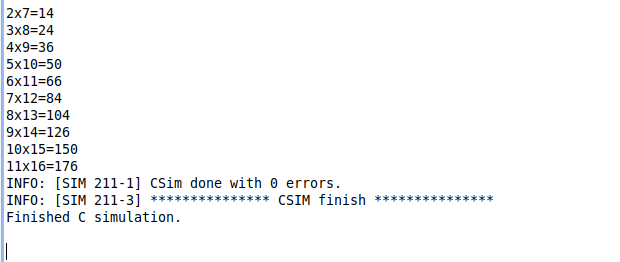 2x7=14
3x8=24
4x9=36
5x10=50
6x11=66
7x12=84
8x13=104
9x14=126
10x15=150
11x16=176
INFO: [SIM 211-1] CSim done with 0 errors.
INFO: [SIM 211-3] *************** CSIM finish ***************
Finished C simulation.